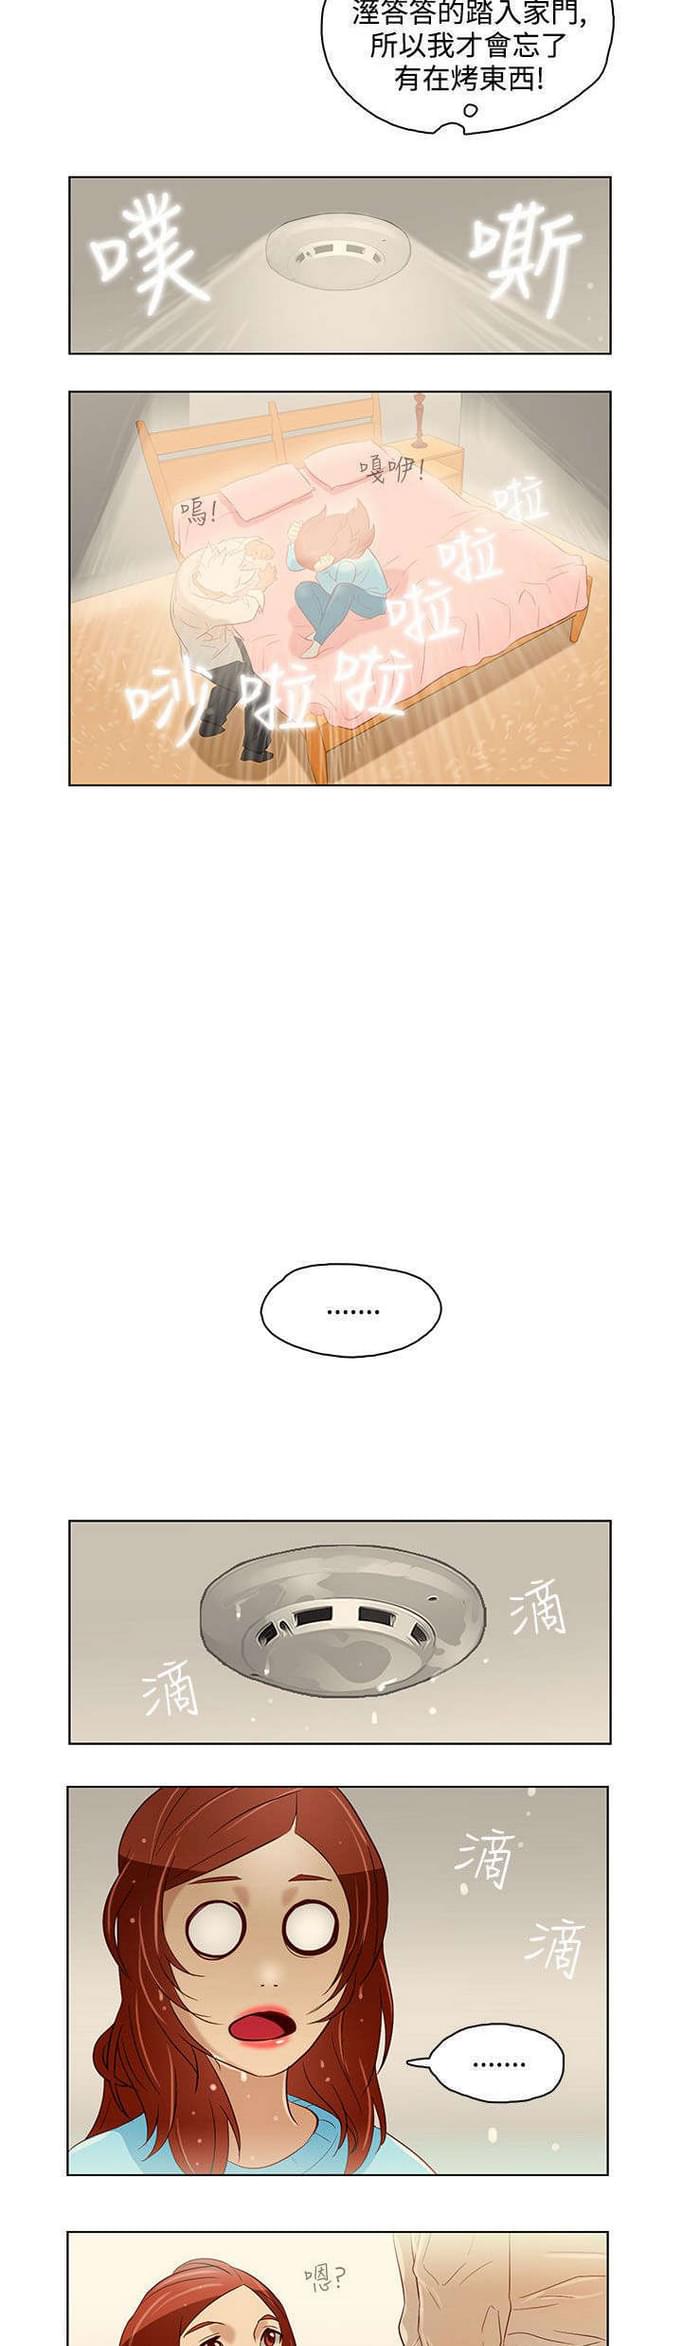 溼答答的踏入家門,
所以我才會忘了
有在烤東西!
噗
嘶
嘎咿!
嗚!
啦
啦
啦
唦啦啦
.......
滴
滴
滴
滴
.......
嗯?